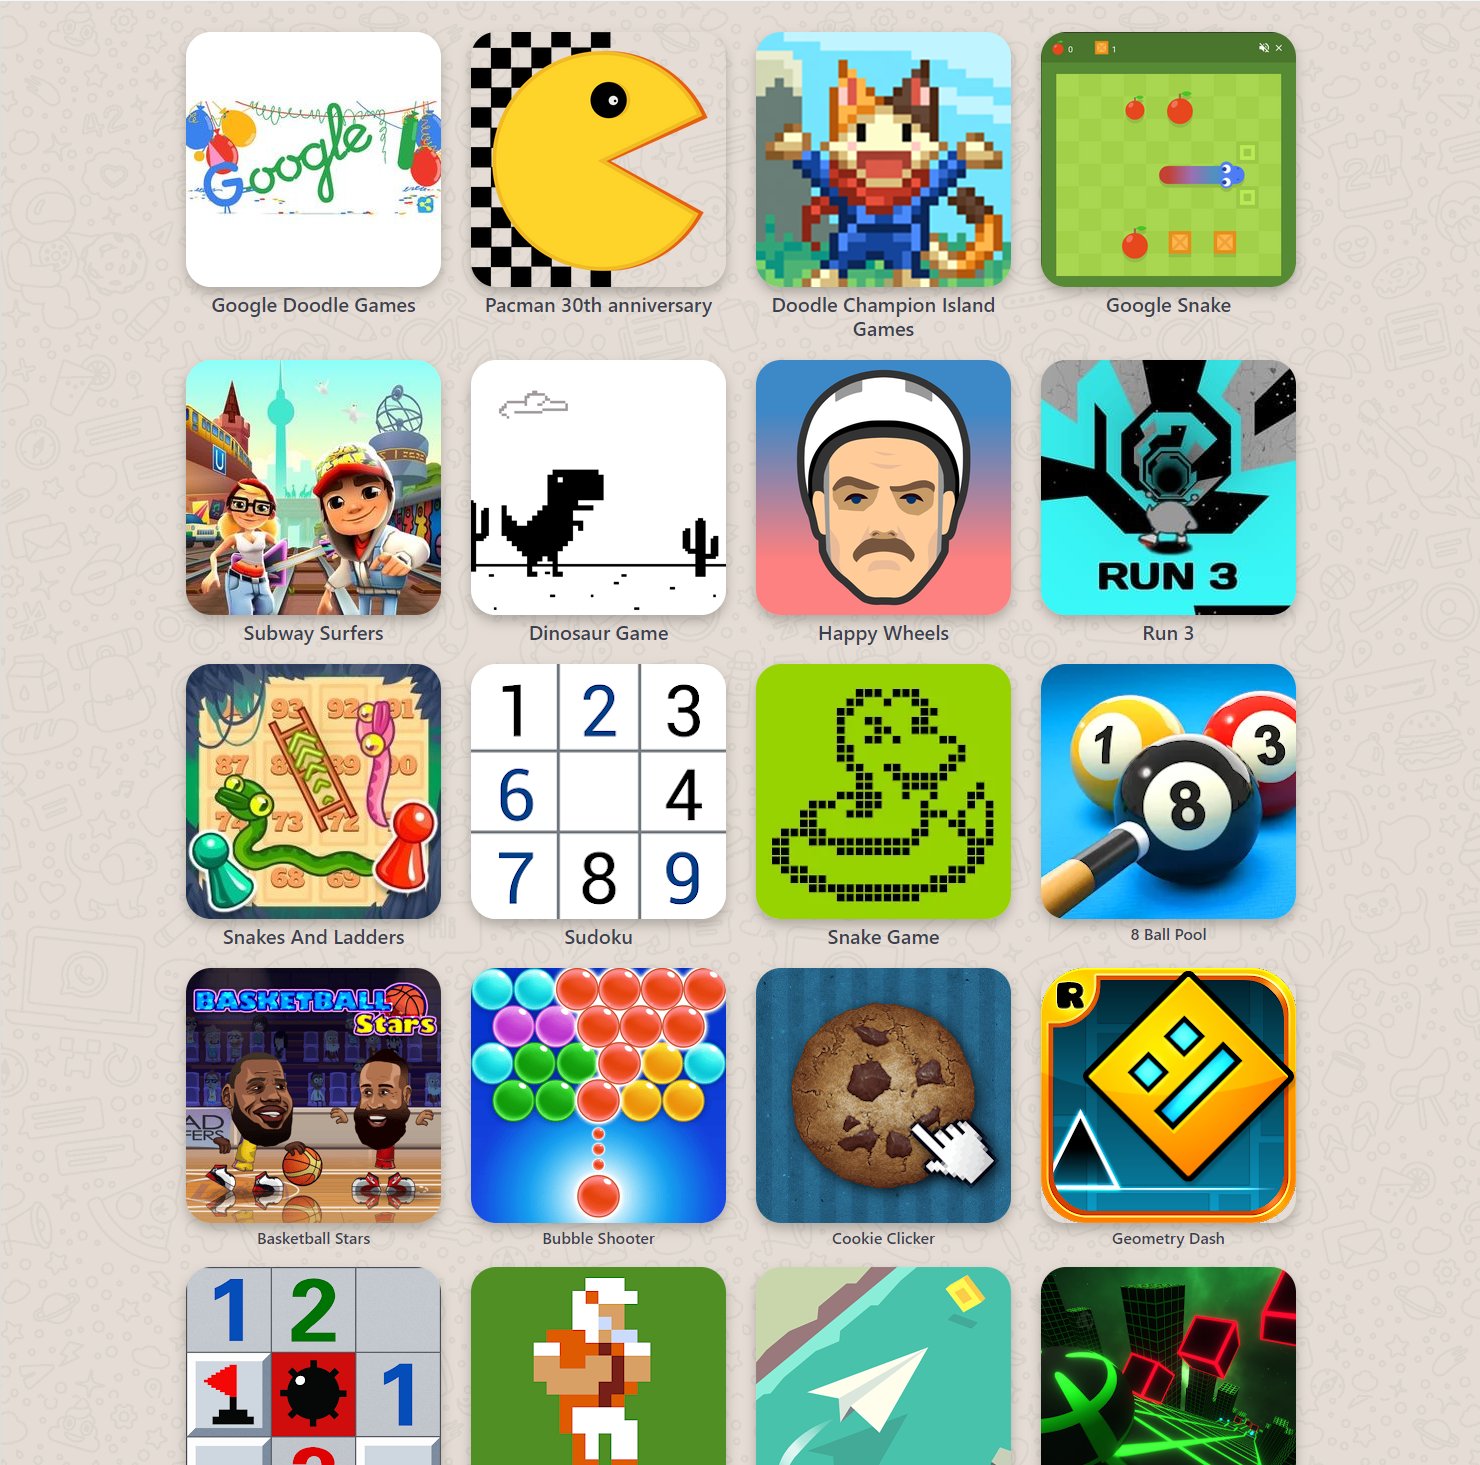 Google
0
1
Google Doodle Games
Pacman 30th anniversary
Doodle Champion Island
Games
Google Snake
U
RUN 3
Subway Surfers
Dinosaur Game
Happy Wheels
Run 3
93 92 91
87 89 90
73 72
68 69
1 2 3
6 4
7 8 9
1 3
8
Snakes And Ladders
Sudoku
Snake Game
8 Ball Pool
BASKETBALL
Stars
R
Basketball Stars
Bubble Shooter
Cookie Clicker
Geometry Dash
1 2
1